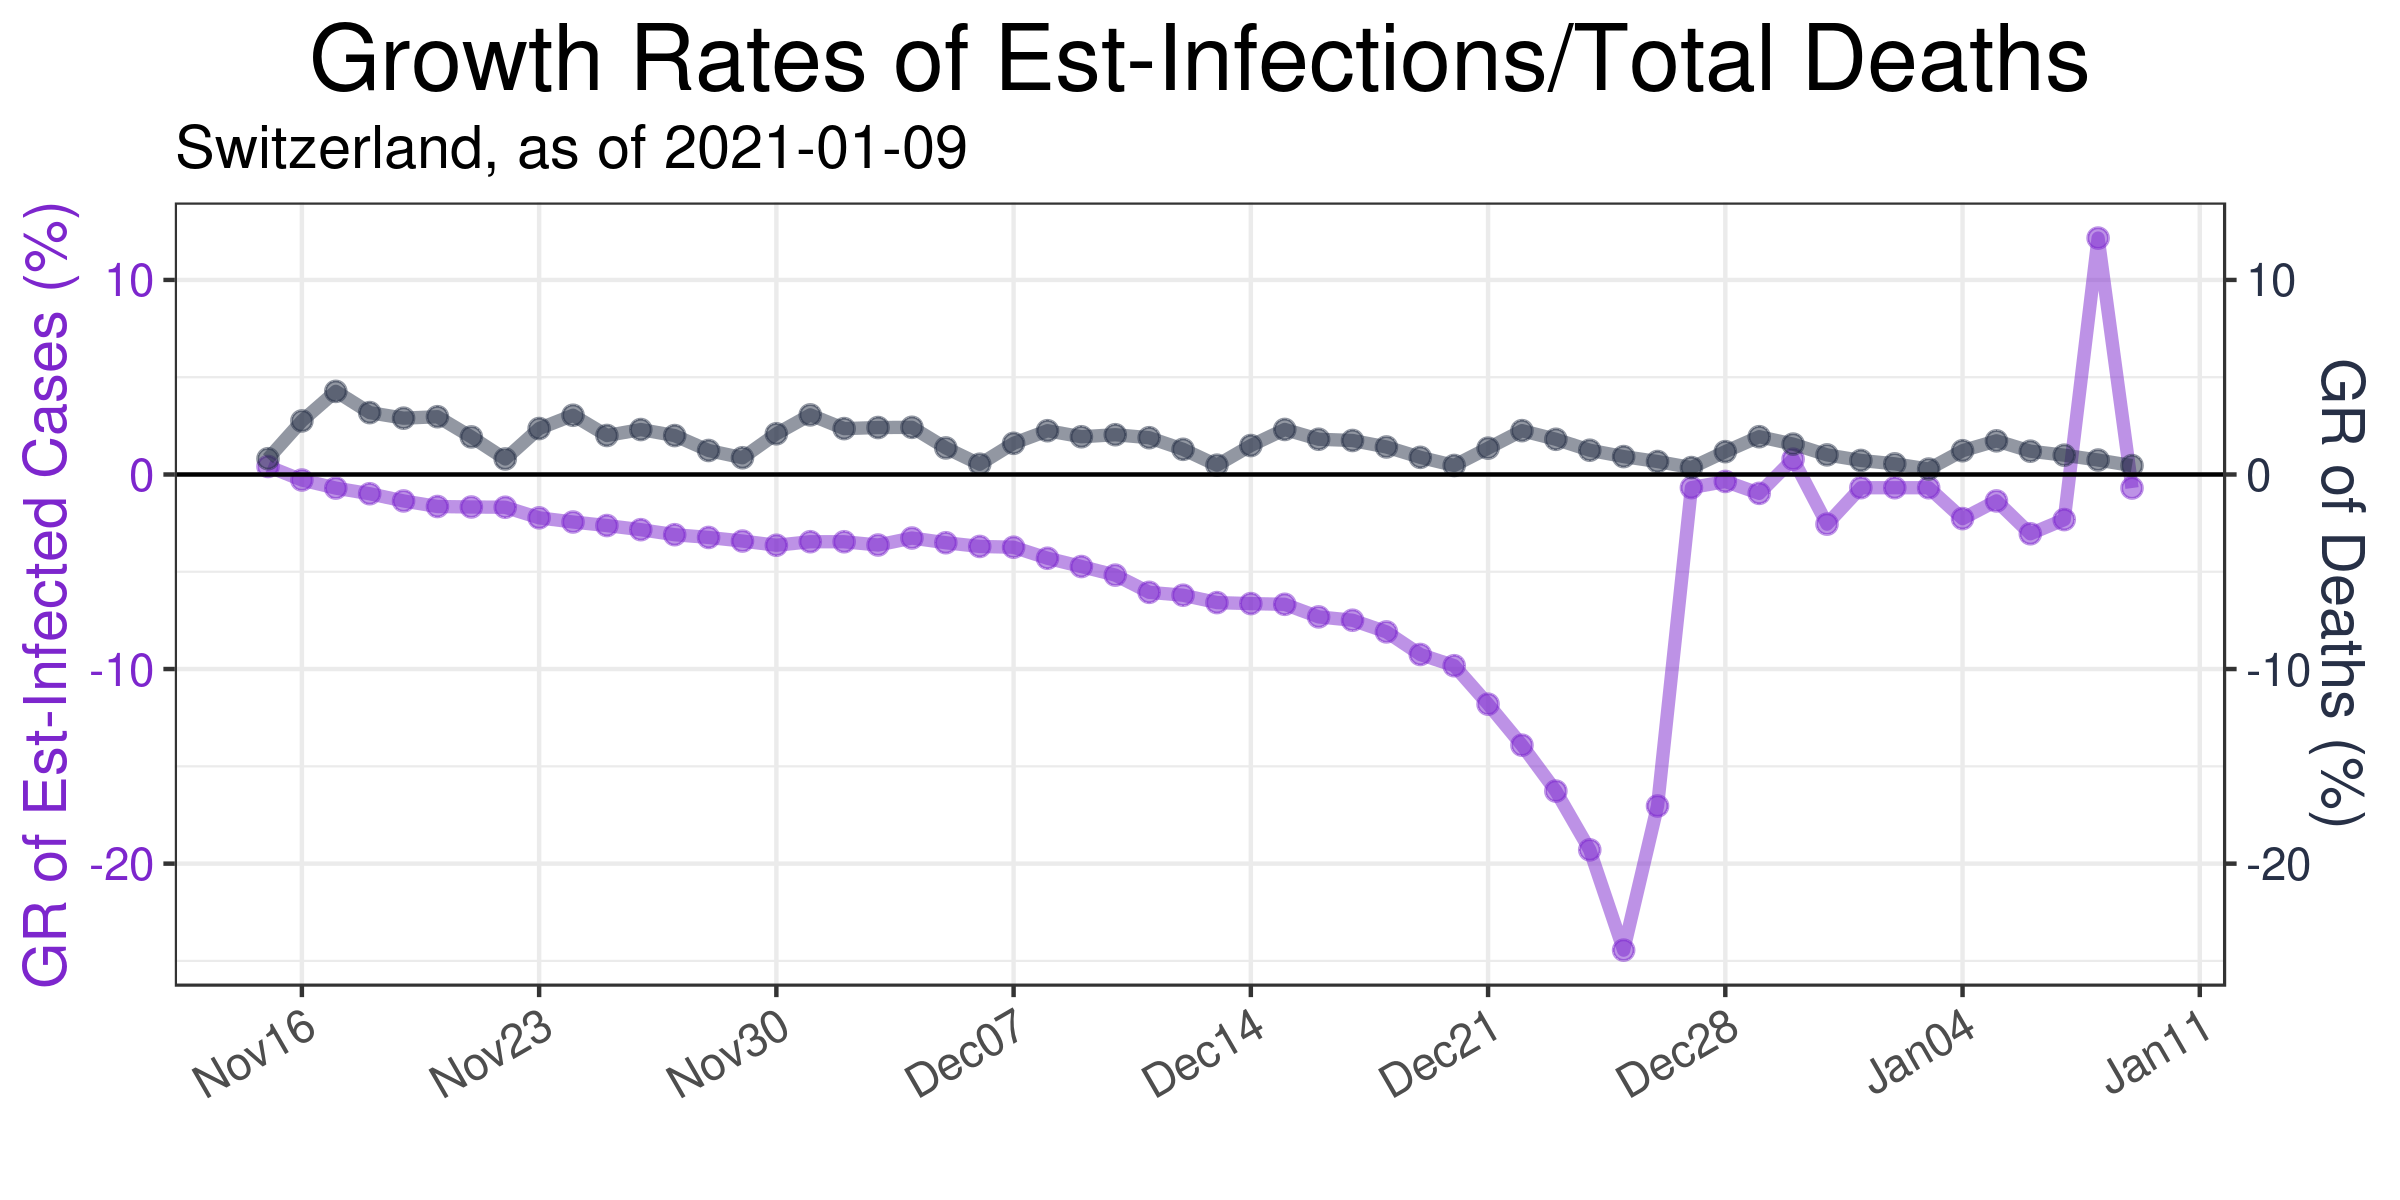 Growth Rates of Est-Infections/Total Deaths
Switzerland, as of 2021-01-09
GR of Est-Infected Cases (%)
10
0
-10
-20
10
0
-10
-20
GR of Deaths (%)
Nov16
Nov23
Nov30
Dec07
Dec14
Dec21
Dec28
Jan04
Jan11